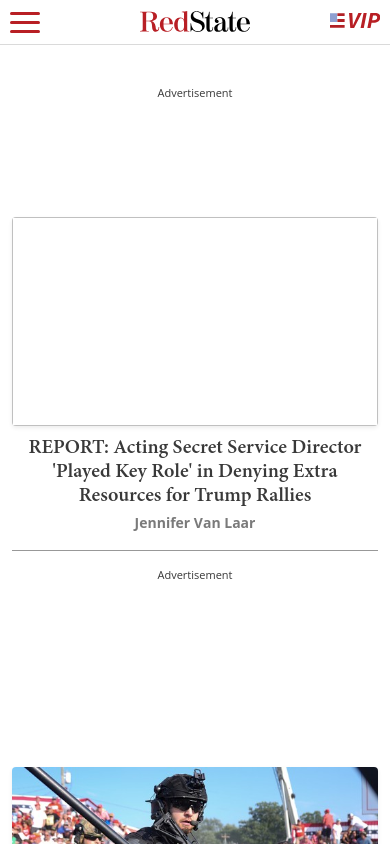 RedState
VIP
Advertisement
REPORT: Acting Secret Service Director
'Played Key Role' in Denying Extra
Resources for Trump Rallies
Jennifer Van Laar
Advertisement